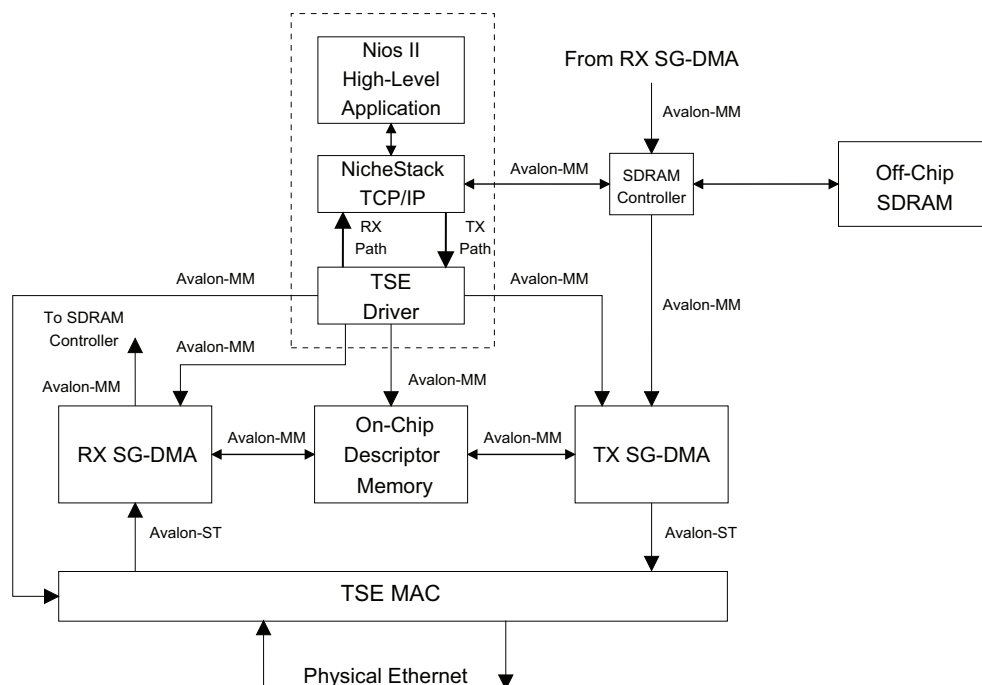 Nios II
High-Level
Application
From RX SG-DMA
Avalon-MM
NicheStack
TCP/IP
Avalon-MM
SDRAM
Controller
Off-Chip
SDRAM
RX
Path
TX
Path
Avalon-MM
TSE
Driver
Avalon-MM
Avalon-MM
To SDRAM
Controller
Avalon-MM
Avalon-MM
Avalon-MM
RX SG-DMA
Avalon-MM
On-Chip
Descriptor
Memory
Avalon-MM
TX SG-DMA
Avalon-ST
Avalon-ST
TSE MAC
Physical Ethernet